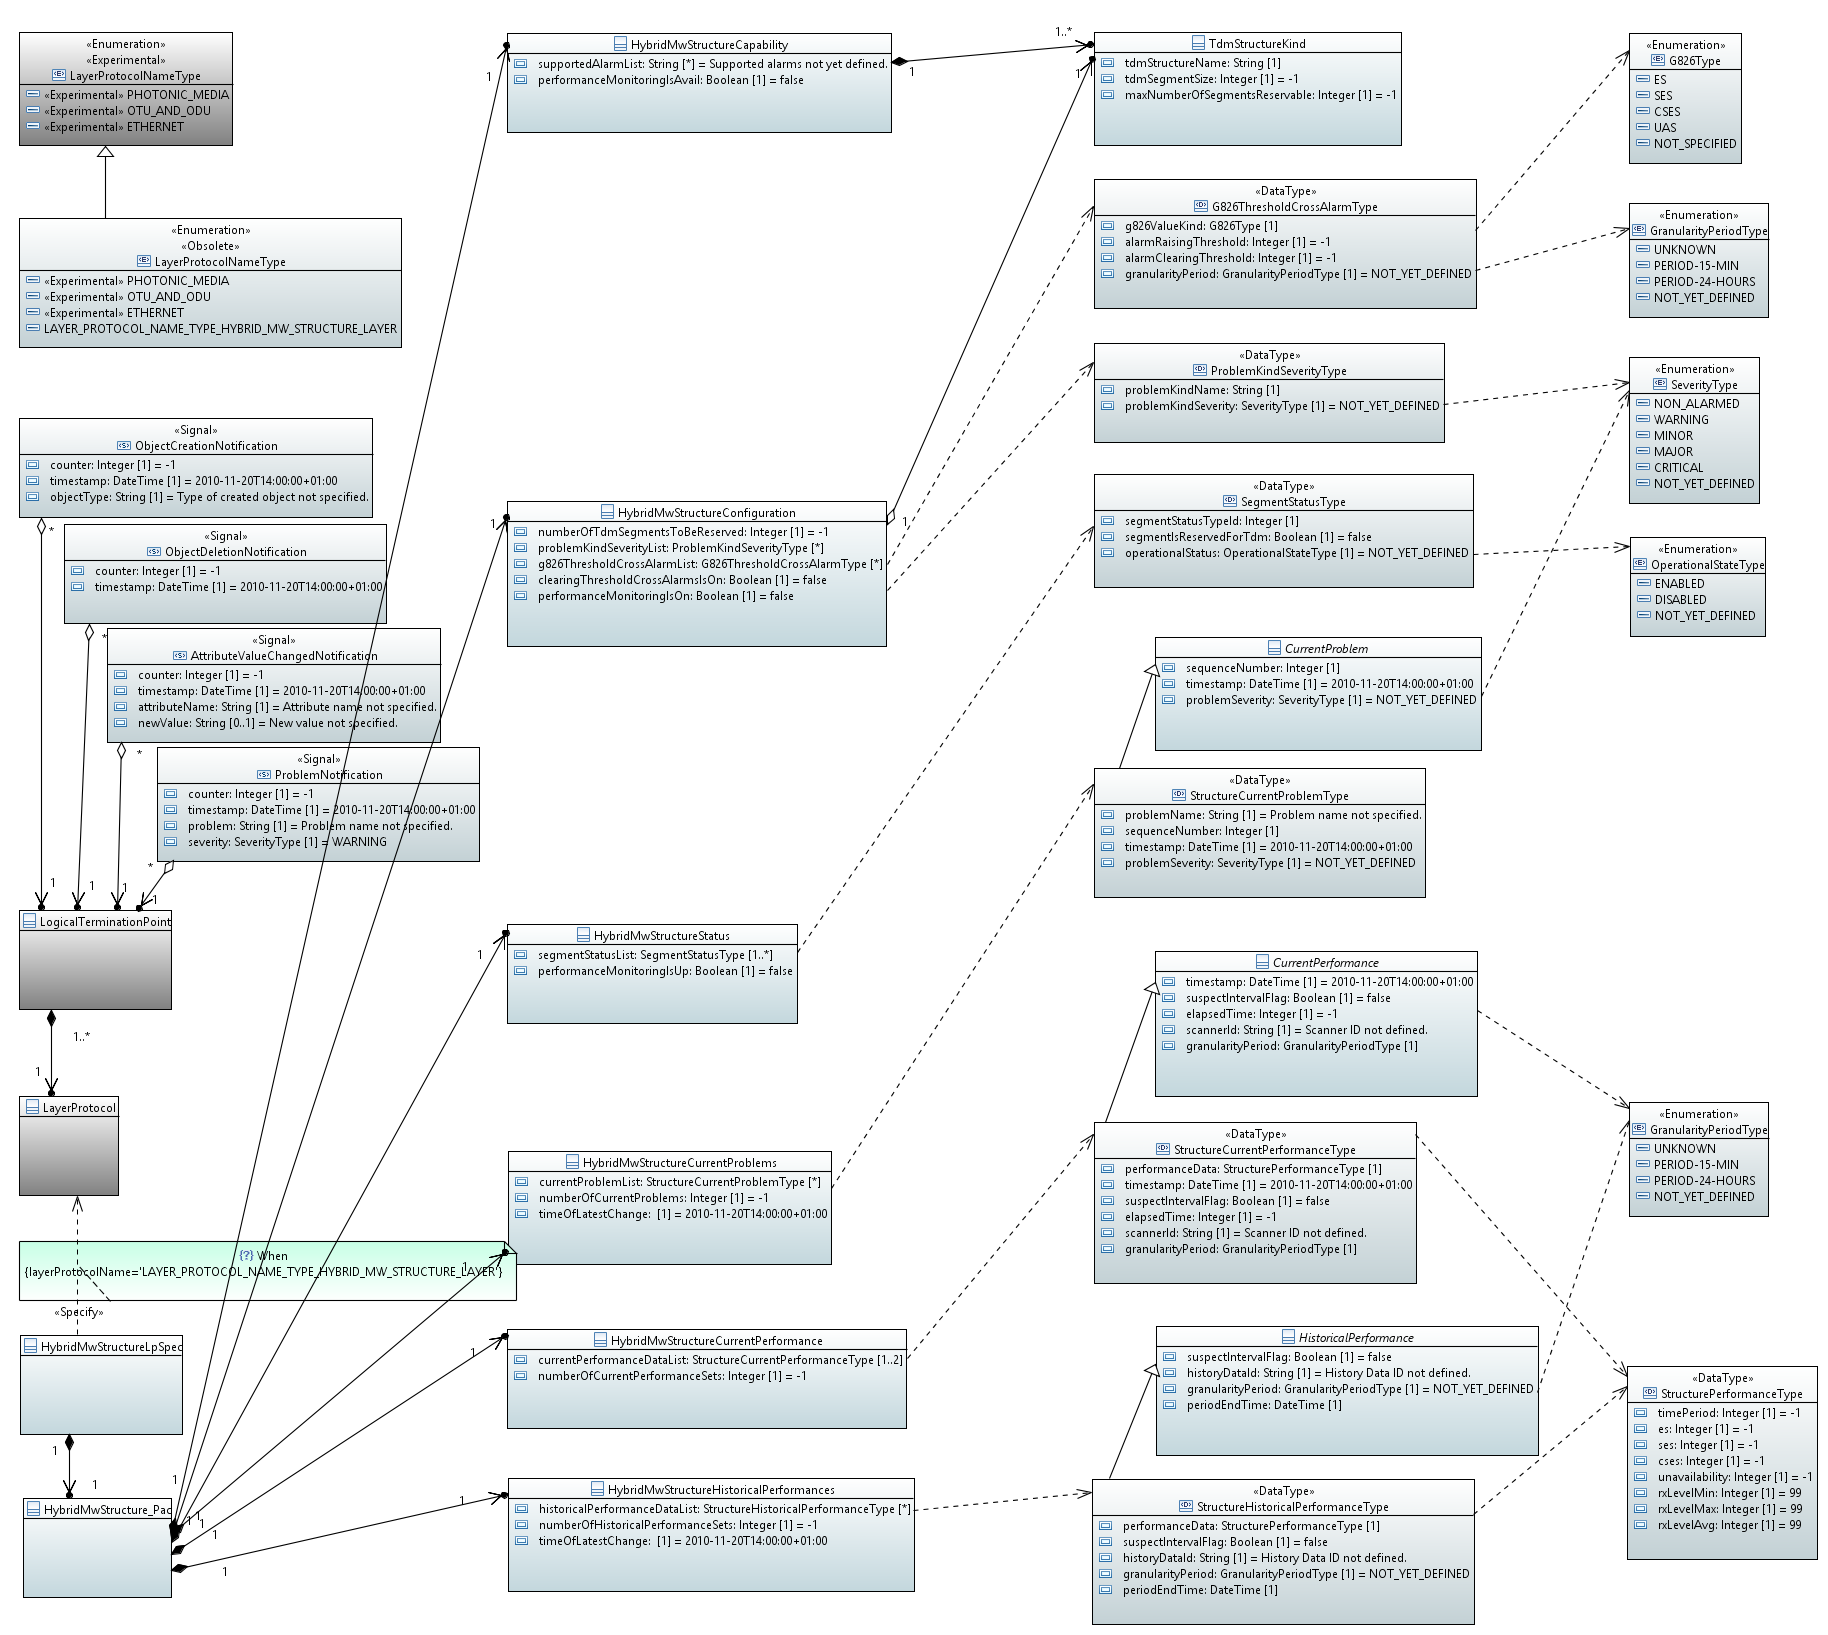 «Enumeration»
«Experimental»
LayerProtocolNameType
«Experimental» PHOTONIC_MEDIA
«Experimental» OTU_AND_ODU
«Experimental» ETHERNET
«Enumeration»
«Obsolete»
LayerProtocolNameType
«Experimental» PHOTONIC_MEDIA
«Experimental» OTU_AND_ODU
«Experimental» ETHERNET
LAYER_PROTOCOL_NAME_TYPE_HYBRID_MW_STRUCTURE_LAYER
«Signal»
ObjectCreationNotification
counter: Integer [1] = -1
timestamp: DateTime [1] = 2010-11-20T14:00:00+01:00
objectType: String [1] = Type of created object not specified.
*
«Signal»
ObjectDeletionNotification
counter: Integer [1] = -1
timestamp: DateTime [1] = 2010-11-20T14:00:00+01:00
*
«Signal»
AttributeValueChangedNotification
counter: Integer [1] = -1
timestamp: DateTime [1] = 2010-11-20T14:00:00+01:00
attributeName: String [1] = Attribute name not specified.
newValue: String [0..1] = New value not specified.
*
«Signal»
ProblemNotification
counter: Integer [1] = -1
timestamp: DateTime [1] = 2010-11-20T14:00:00+01:00
problem: String [1] = Problem name not specified.
severity: SeverityType [1] = WARNING
*
1
1
1
1
LogicalTerminationPoint
1..*
1
LayerProtocol
{?} When
{layerProtocolName='LAYER_PROTOCOL_NAME_TYPE_HYBRID_MW_STRUCTURE_LAYER'}
«Specify»
HybridMwStructureLpSpec
1
1
HybridMwStructure_Pac
1
1
1
1
1
1
1
HybridMwStructureCapability
supportedAlarmList: String [*] = Supported alarms not yet defined.
performanceMonitoringIsAvail: Boolean [1] = false
1
1..*
1
HybridMwStructureConfiguration
numberOfTdmSegmentsToBeReserved: Integer [1] = -1
problemKindSeverityList: ProblemKindSeverityType [*]
g826ThresholdCrossAlarmList: G826ThresholdCrossAlarmType [*]
clearingThresholdCrossAlarmsIsOn: Boolean [1] = false
performanceMonitoringIsOn: Boolean [1] = false
1
1
1
HybridMwStructureStatus
segmentStatusList: SegmentStatusType [1..*]
performanceMonitoringIsUp: Boolean [1] = false
HybridMwStructureCurrentProblems
currentProblemList: StructureCurrentProblemType [*]
numberOfCurrentProblems: Integer [1] = -1
timeOfLatestChange:  [1] = 2010-11-20T14:00:00+01:00
1
1
HybridMwStructureCurrentPerformance
currentPerformanceDataList: StructureCurrentPerformanceType [1..2]
numberOfCurrentPerformanceSets: Integer [1] = -1
1
HybridMwStructureHistoricalPerformances
historicalPerformanceDataList: StructureHistoricalPerformanceType [*]
numberOfHistoricalPerformanceSets: Integer [1] = -1
timeOfLatestChange:  [1] = 2010-11-20T14:00:00+01:00
TdmStructureKind
tdmStructureName: String [1]
tdmSegmentSize: Integer [1] = -1
maxNumberOfSegmentsReservable: Integer [1] = -1
«DataType»
G826ThresholdCrossAlarmType
g826ValueKind: G826Type [1]
alarmRaisingThreshold: Integer [1] = -1
alarmClearingThreshold: Integer [1] = -1
granularityPeriod: GranularityPeriodType [1] = NOT_YET_DEFINED
«DataType»
ProblemKindSeverityType
problemKindName: String [1]
problemKindSeverity: SeverityType [1] = NOT_YET_DEFINED
«DataType»
SegmentStatusType
segmentStatusTypeId: Integer [1]
segmentIsReservedForTdm: Boolean [1] = false
operationalStatus: OperationalStateType [1] = NOT_YET_DEFINED
CurrentProblem
sequenceNumber: Integer [1]
timestamp: DateTime [1] = 2010-11-20T14:00:00+01:00
problemSeverity: SeverityType [1] = NOT_YET_DEFINED
«DataType»
StructureCurrentProblemType
problemName: String [1] = Problem name not specified.
sequenceNumber: Integer [1]
timestamp: DateTime [1] = 2010-11-20T14:00:00+01:00
problemSeverity: SeverityType [1] = NOT_YET_DEFINED
CurrentPerformance
timestamp: DateTime [1] = 2010-11-20T14:00:00+01:00
suspectIntervalFlag: Boolean [1] = false
elapsedTime: Integer [1] = -1
scannerId: String [1] = Scanner ID not defined.
granularityPeriod: GranularityPeriodType [1]
«DataType»
StructureCurrentPerformanceType
performanceData: StructurePerformanceType [1]
timestamp: DateTime [1] = 2010-11-20T14:00:00+01:00
suspectIntervalFlag: Boolean [1] = false
elapsedTime: Integer [1] = -1
scannerId: String [1] = Scanner ID not defined.
granularityPeriod: GranularityPeriodType [1]
HistoricalPerformance
suspectIntervalFlag: Boolean [1] = false
historyDataId: String [1] = History Data ID not defined.
granularityPeriod: GranularityPeriodType [1] = NOT_YET_DEFINED
periodEndTime: DateTime [1]
«DataType»
StructureHistoricalPerformanceType
performanceData: StructurePerformanceType [1]
suspectIntervalFlag: Boolean [1] = false
historyDataId: String [1] = History Data ID not defined.
granularityPeriod: GranularityPeriodType [1] = NOT_YET_DEFINED
periodEndTime: DateTime [1]
«Enumeration»
G826Type
ES
SES
CSES
UAS
NOT_SPECIFIED
«Enumeration»
GranularityPeriodType
UNKNOWN
PERIOD-15-MIN
PERIOD-24-HOURS
NOT_YET_DEFINED
«Enumeration»
SeverityType
NON_ALARMED
WARNING
MINOR
MAJOR
CRITICAL
NOT_YET_DEFINED
«Enumeration»
OperationalStateType
ENABLED
DISABLED
NOT_YET_DEFINED
«Enumeration»
GranularityPeriodType
UNKNOWN
PERIOD-15-MIN
PERIOD-24-HOURS
NOT_YET_DEFINED
«DataType»
StructurePerformanceType
timePeriod: Integer [1] = -1
es: Integer [1] = -1
ses: Integer [1] = -1
cses: Integer [1] = -1
unavailability: Integer [1] = -1
rxLevelMin: Integer [1] = 99
rxLevelMax: Integer [1] = 99
rxLevelAvg: Integer [1] = 99